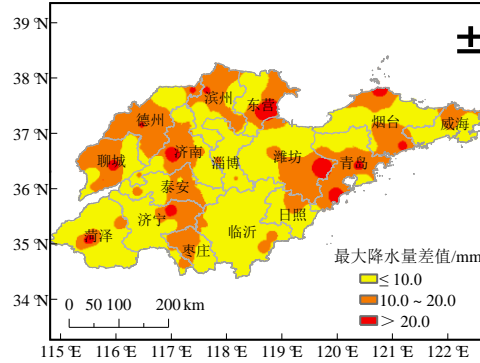 39°N
±
38°N
滨州
东营
德州
烟台
威海
37°N
聊城
济南
淄博
潍坊
青岛
36°N
泰安
菏泽
济宁
临沂
日照
35°N
枣庄
最大降水量差值/mm
≤10.0
10.0~20.0
>20.0
34°N
0 50 100 200 km
115°E 116°E 117°E 118°E 119°E 120°E 121°E 122°E